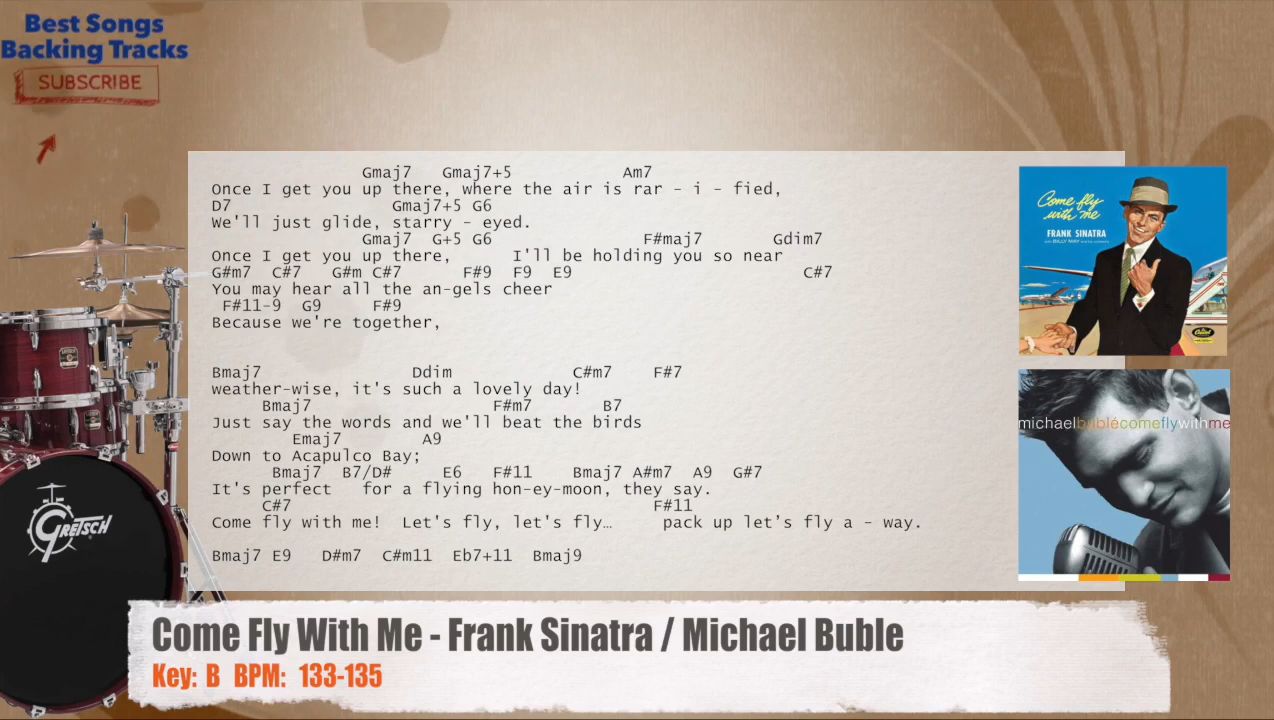 Best Songs
Backing Tracks
SUBSCRIBE
Gmaj7 Gmaj7+5 Am7
Once I get you up there, where the air is rar - i - fied,
D7 Gmaj7+5 G6
We'll just glide, starry - eyed.
Gmaj7 G+5 G6 F#maj7 Gdim7
Once I get you up there, I'll be holding you so near
G#m7 C#7 G#m C#7 F#9 F9 E9 C#7
You may hear all the an-gels cheer
F#11-9 G9 F#9
Because we're together,
Bmaj7 Ddim C#m7 F#7
weather-wise, it's such a lovely day!
Bmaj7 F#m7 B7
Just say the words and we'll beat the birds
Emaj7 A9
Down to Acapulco Bay;
Bmaj7 B7/D# E6 F#11 Bmaj7 A#m7 A9 G#7
It's perfect for a flying hon-ey-moon, they say.
C#7 F#11
Come fly with me! Let's fly, let's fly… pack up let’s fly a - way.
Bmaj7 E9 D#m7 C#m11 Eb7+11 Bmaj9
Come fly
with me
FRANK SINATRA
Capitol
michaelbublécomeflywithme
GRETSCH
Come Fly With Me - Frank Sinatra / Michael Buble
Key: B BPM: 133-135